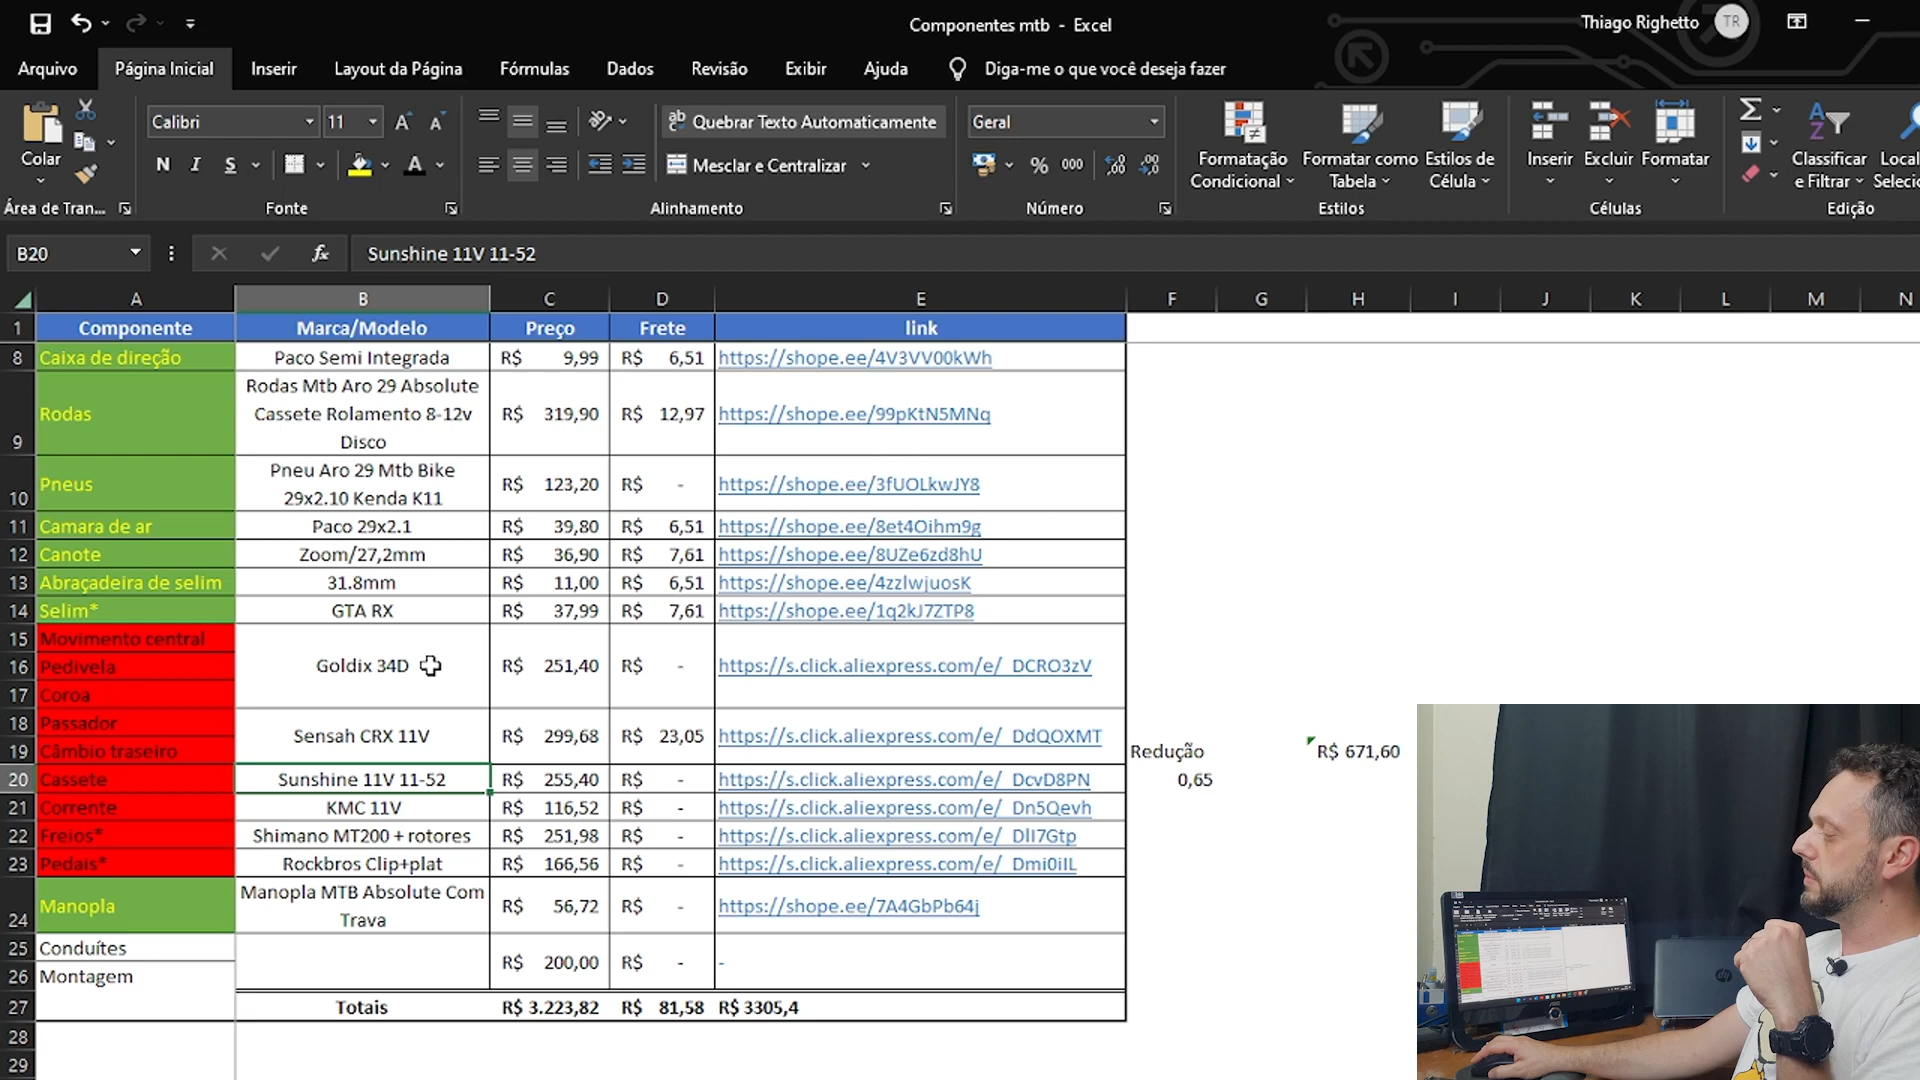 Componentes mtb - Excel
Thiago Righetto TR
Arquivo Página Inicial Inserir Layout da Página Fórmulas Dados Revisão Exibir Ajuda Diga-me o que você deseja fazer
Colar
Calibri 11
Quebrar Texto Automaticamente
Geral
N I S
Mesclar e Centralizar
% 000
Formatação Condicional
Formatar como Tabela
Estilos de Célula
Inserir Excluir Formatar
Classificar e Filtrar
Área de Tran... Fonte Alinhamento Número Estilos Células Edição
B20 fx Sunshine 11V 11-52
A B C D E F G H I J K L M N
1 Componente Marca/Modelo Preço Frete link
8 Caixa de direção Paco Semi Integrada R$ 9,99 R$ 6,51 https://shope.ee/4V3VV00kWh
9 Rodas Rodas Mtb Aro 29 Absolute Cassete Rolamento 8-12v Disco R$ 319,90 R$ 12,97 https://shope.ee/99pKtN5MNq
10 Pneus Pneu Aro 29 Mtb Bike 29x2.10 Kenda K11 R$ 123,20 R$ - https://shope.ee/3fUOLkwJY8
11 Camara de ar Paco 29x2.1 R$ 39,80 R$ 6,51 https://shope.ee/8et4Oihm9g
12 Canote Zoom/27,2mm R$ 36,90 R$ 7,61 https://shope.ee/8UZe6zd8hU
13 Abraçadeira de selim 31.8mm R$ 11,00 R$ 6,51 https://shope.ee/4zzlwjuosK
14 Selim* GTA RX R$ 37,99 R$ 7,61 https://shope.ee/1q2kJ7ZTP8
15 Movimento central
16 Pedivela Goldix 34D R$ 251,40 R$ - https://s.click.aliexpress.com/e/_DCRO3zV
17 Coroa
18 Passador
Sensah CRX 11V R$ 299,68 R$ 23,05 https://s.click.aliexpress.com/e/_DdQOXMT
19 Câmbio traseiro Redução R$ 671,60
20 Cassete Sunshine 11V 11-52 R$ 255,40 R$ - https://s.click.aliexpress.com/e/_DcvD8PN 0,65
21 Corrente KMC 11V R$ 116,52 R$ - https://s.click.aliexpress.com/e/_Dn5Qevh
22 Freios* Shimano MT200 + rotores R$ 251,98 R$ - https://s.click.aliexpress.com/e/_DlI7Gtp
23 Pedais* Rockbros Clip+plat R$ 166,56 R$ - https://s.click.aliexpress.com/e/_Dmi0iIL
24 Manopla Manopla MTB Absolute Com Trava R$ 56,72 R$ - https://shope.ee/7A4GbPb64j
25 Conduítes
R$ 200,00 R$ - -
26 Montagem
27 Totais R$ 3.223,82 R$ 81,58 R$ 3305,4
28
29